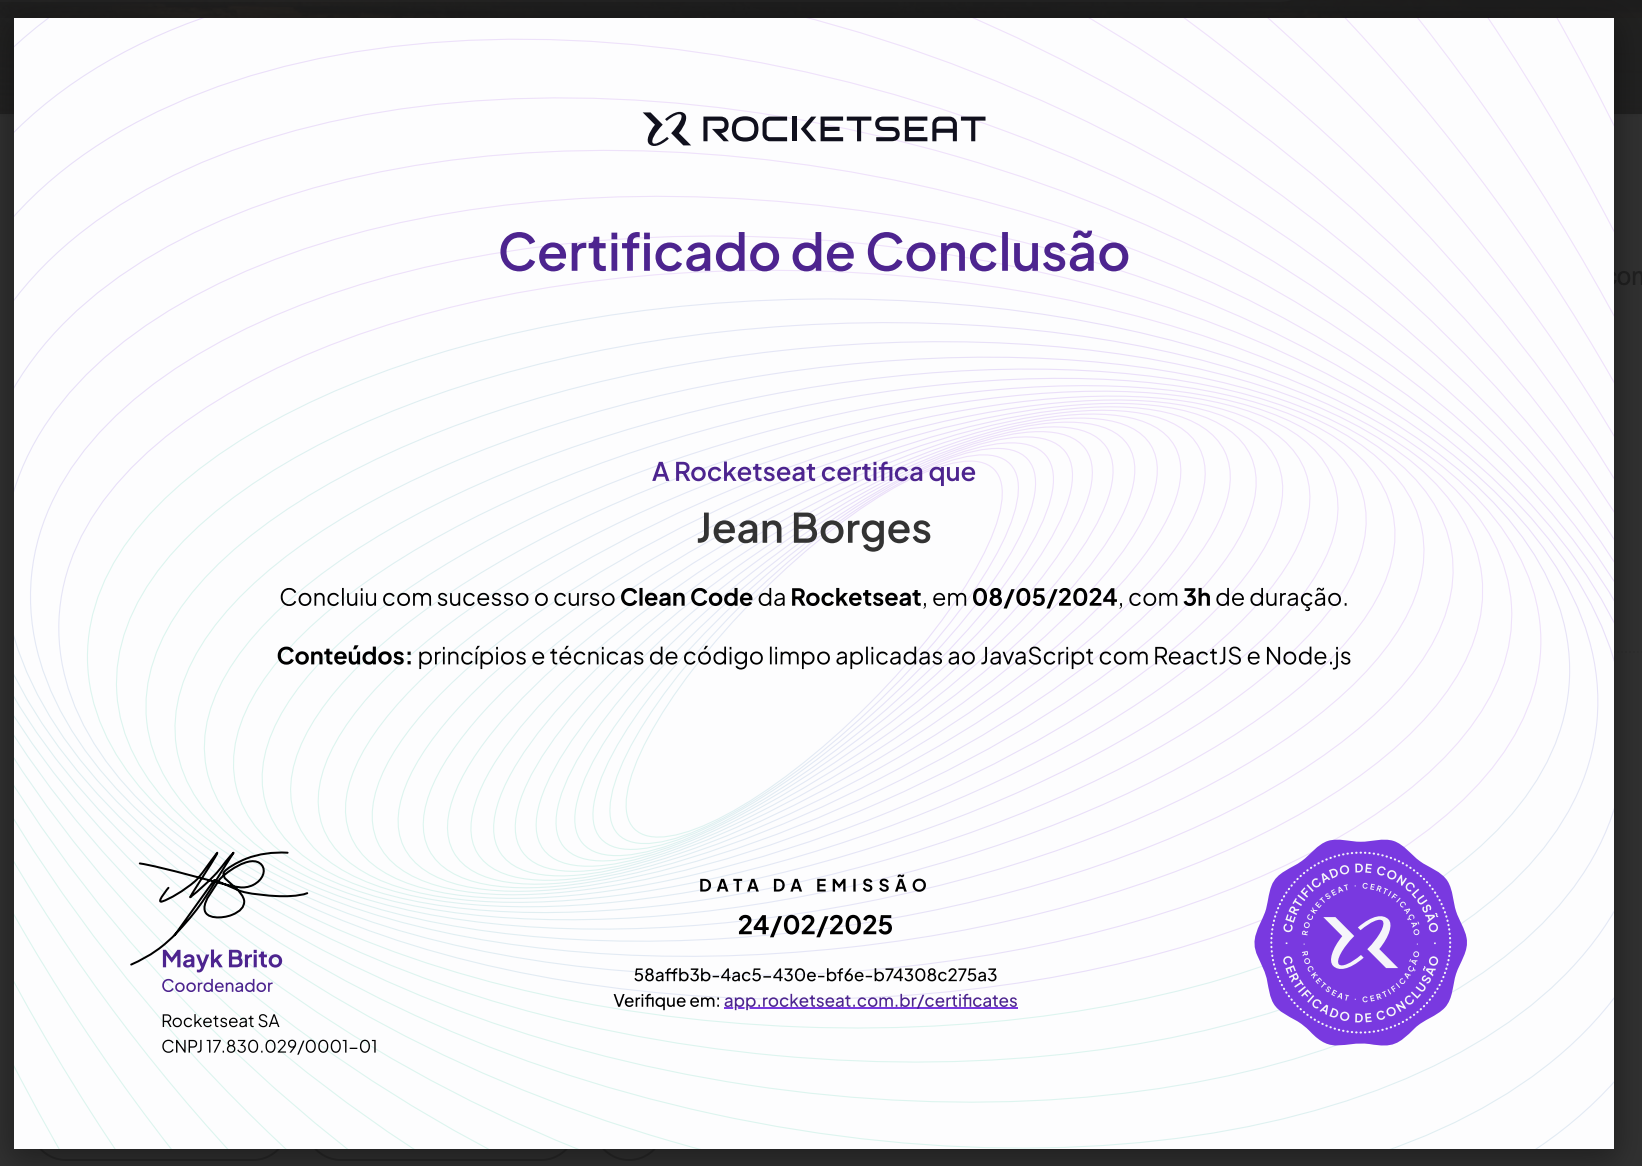 ROCKETSEAT
Certificado de Conclusão
A Rocketseat certifica que
Jean Borges
Concluiu com sucesso o curso Clean Code da Rocketseat, em 08/05/2024, com 3h de duração.
Conteúdos: princípios e técnicas de código limpo aplicadas ao JavaScript com ReactJS e Node.js
Mayk Brito
Coordenador
Rocketseat SA
CNPJ 17.830.029/0001-01
DATA DA EMISSÃO
24/02/2025
58affb3b-4ac5-430e-bf6e-b74308c275a3
Verifique em: app.rocketseat.com.br/certificates
· CERTIFICADO DE CONCLUSÃO ·
ROCKETSEAT · CERTIFICAÇÃO
ROCKETSEAT · CERTIFICAÇÃO
CERTIFICADO DE CONCLUSÃO